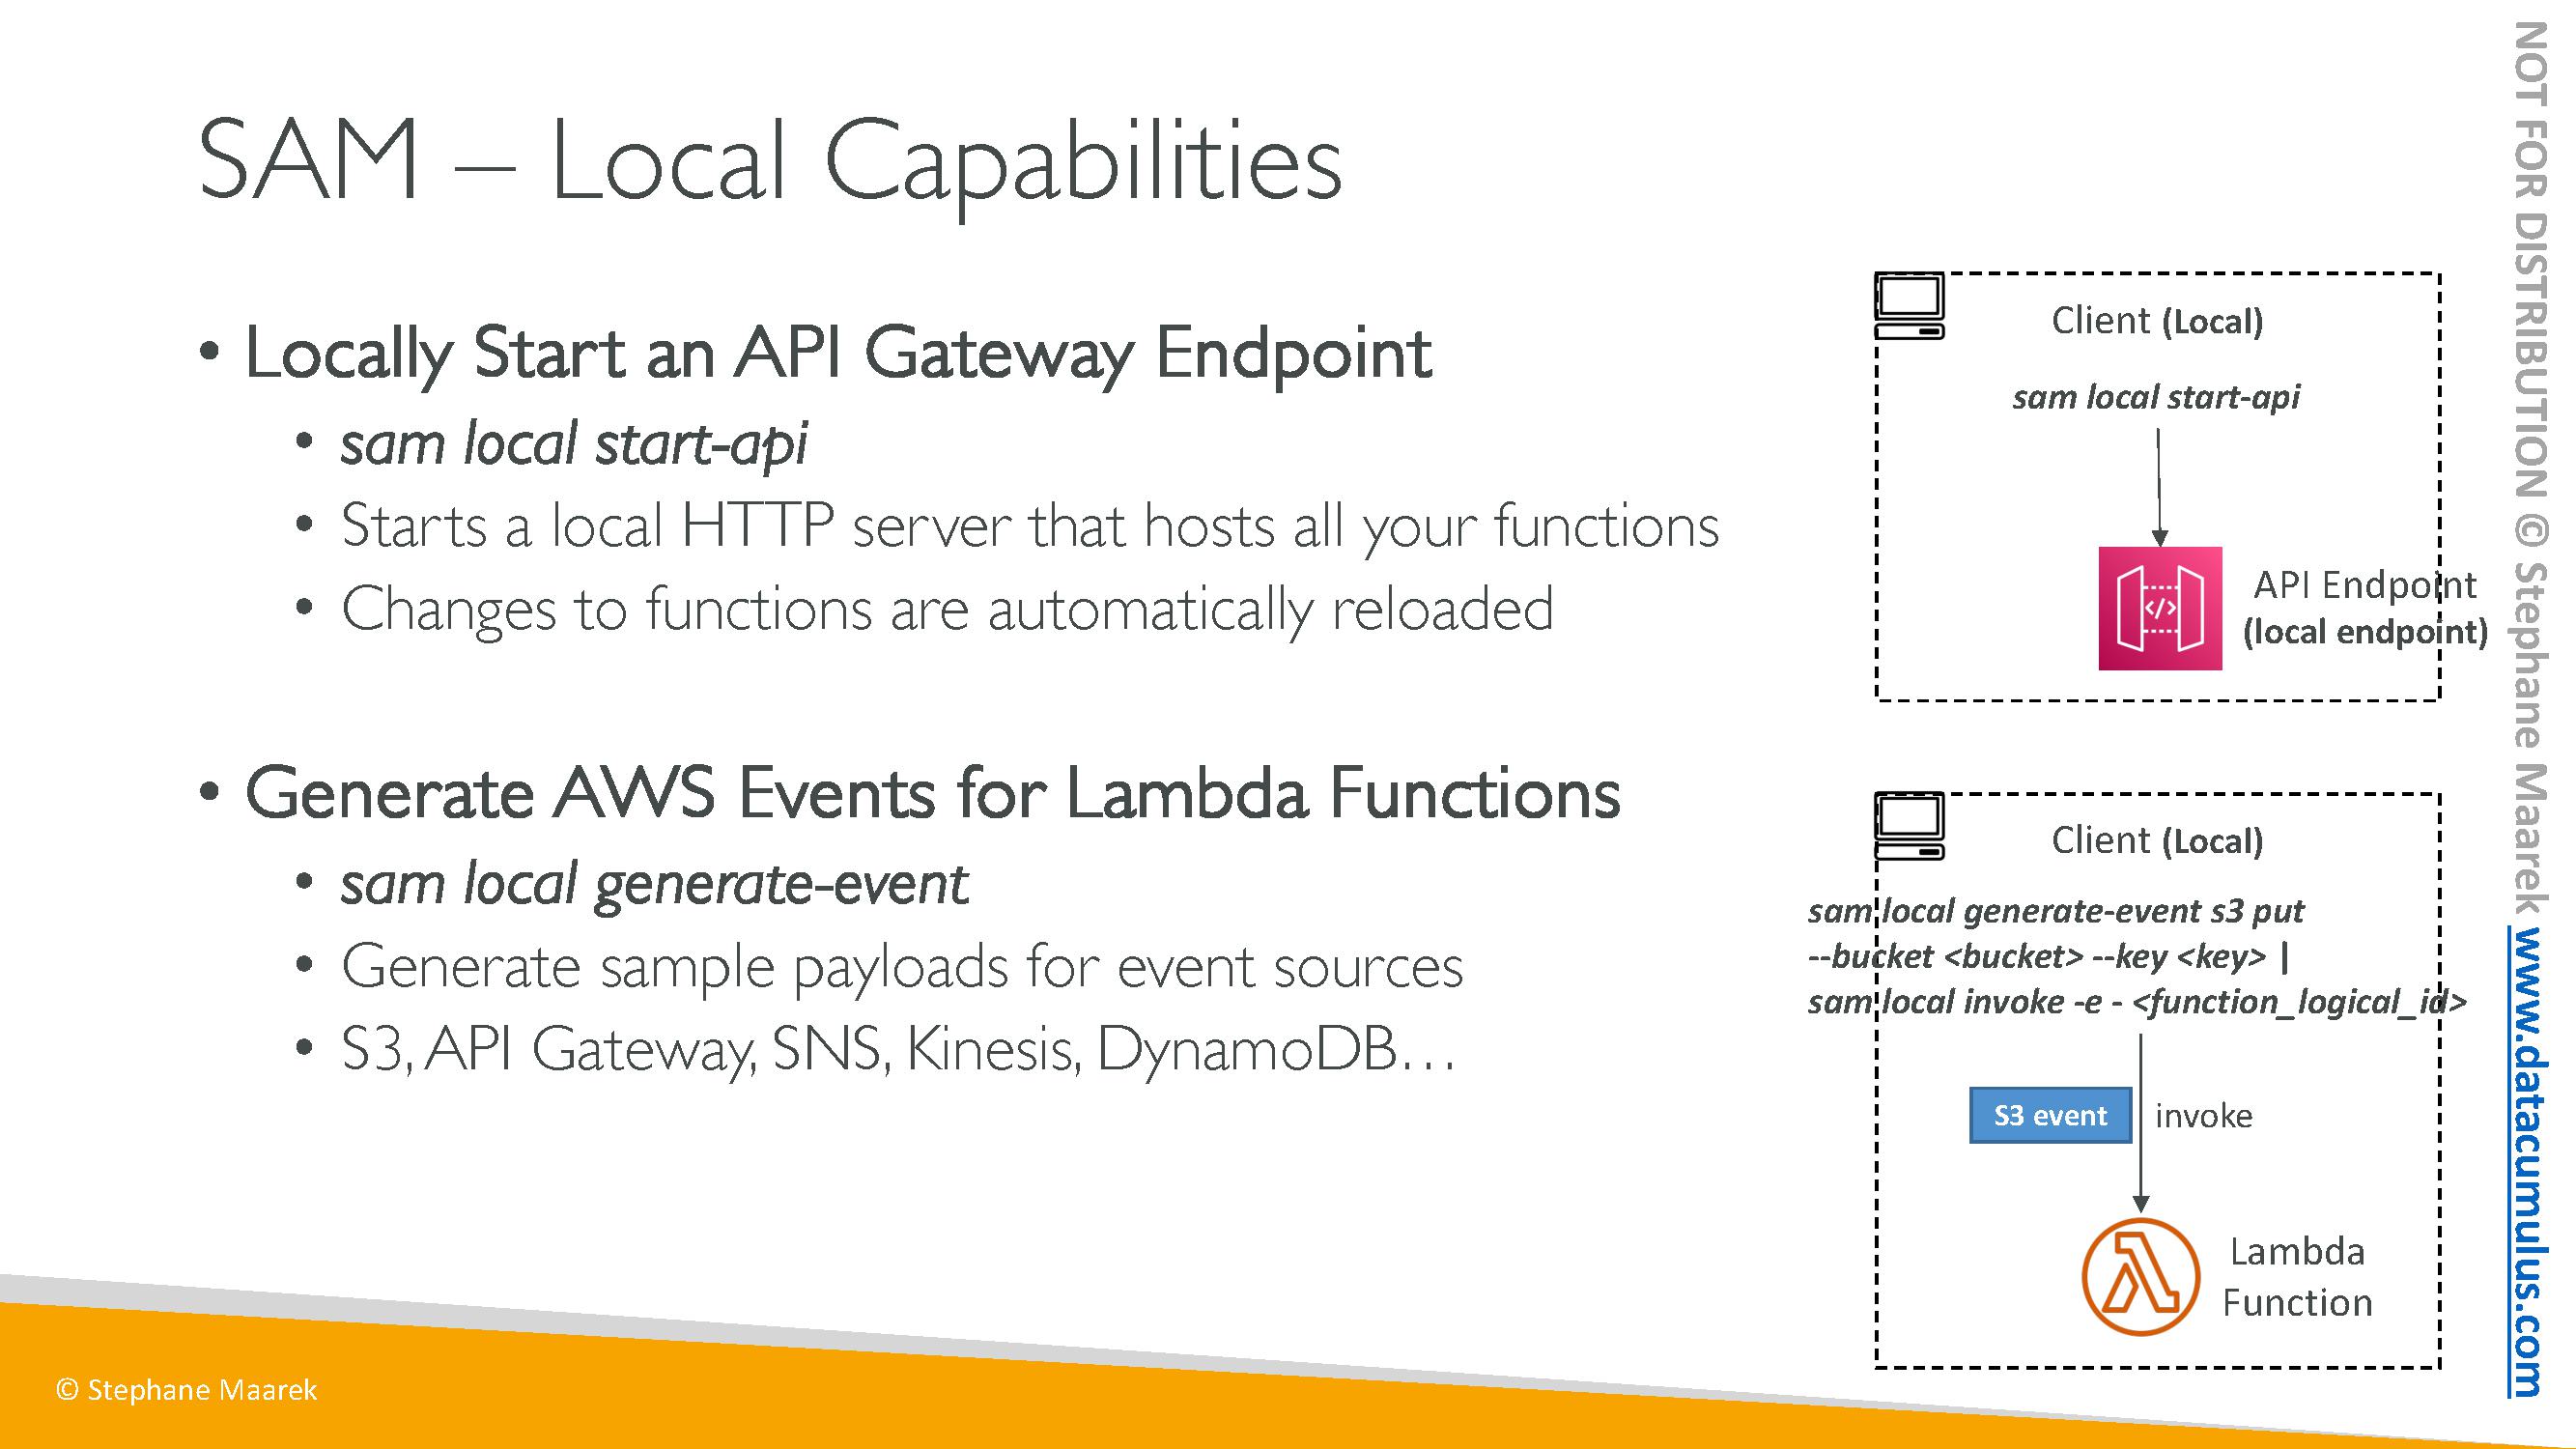 SAM – Local Capabilities
• Locally Start an API Gateway Endpoint
• sam local start-api
• Starts a local HTTP server that hosts all your functions
• Changes to functions are automatically reloaded
• Generate AWS Events for Lambda Functions
• sam local generate-event
• Generate sample payloads for event sources
• S3, API Gateway, SNS, Kinesis, DynamoDB…
Client (Local)
sam local start-api
</>
API Endpoint
(local endpoint)
Client (Local)
sam local generate-event s3 put
--bucket <bucket> --key <key> |
sam local invoke -e - <function_logical_id>
S3 event
invoke
Lambda
Function
© Stephane Maarek
NOT FOR DISTRIBUTION © Stephane Maarek www.datacumulus.com